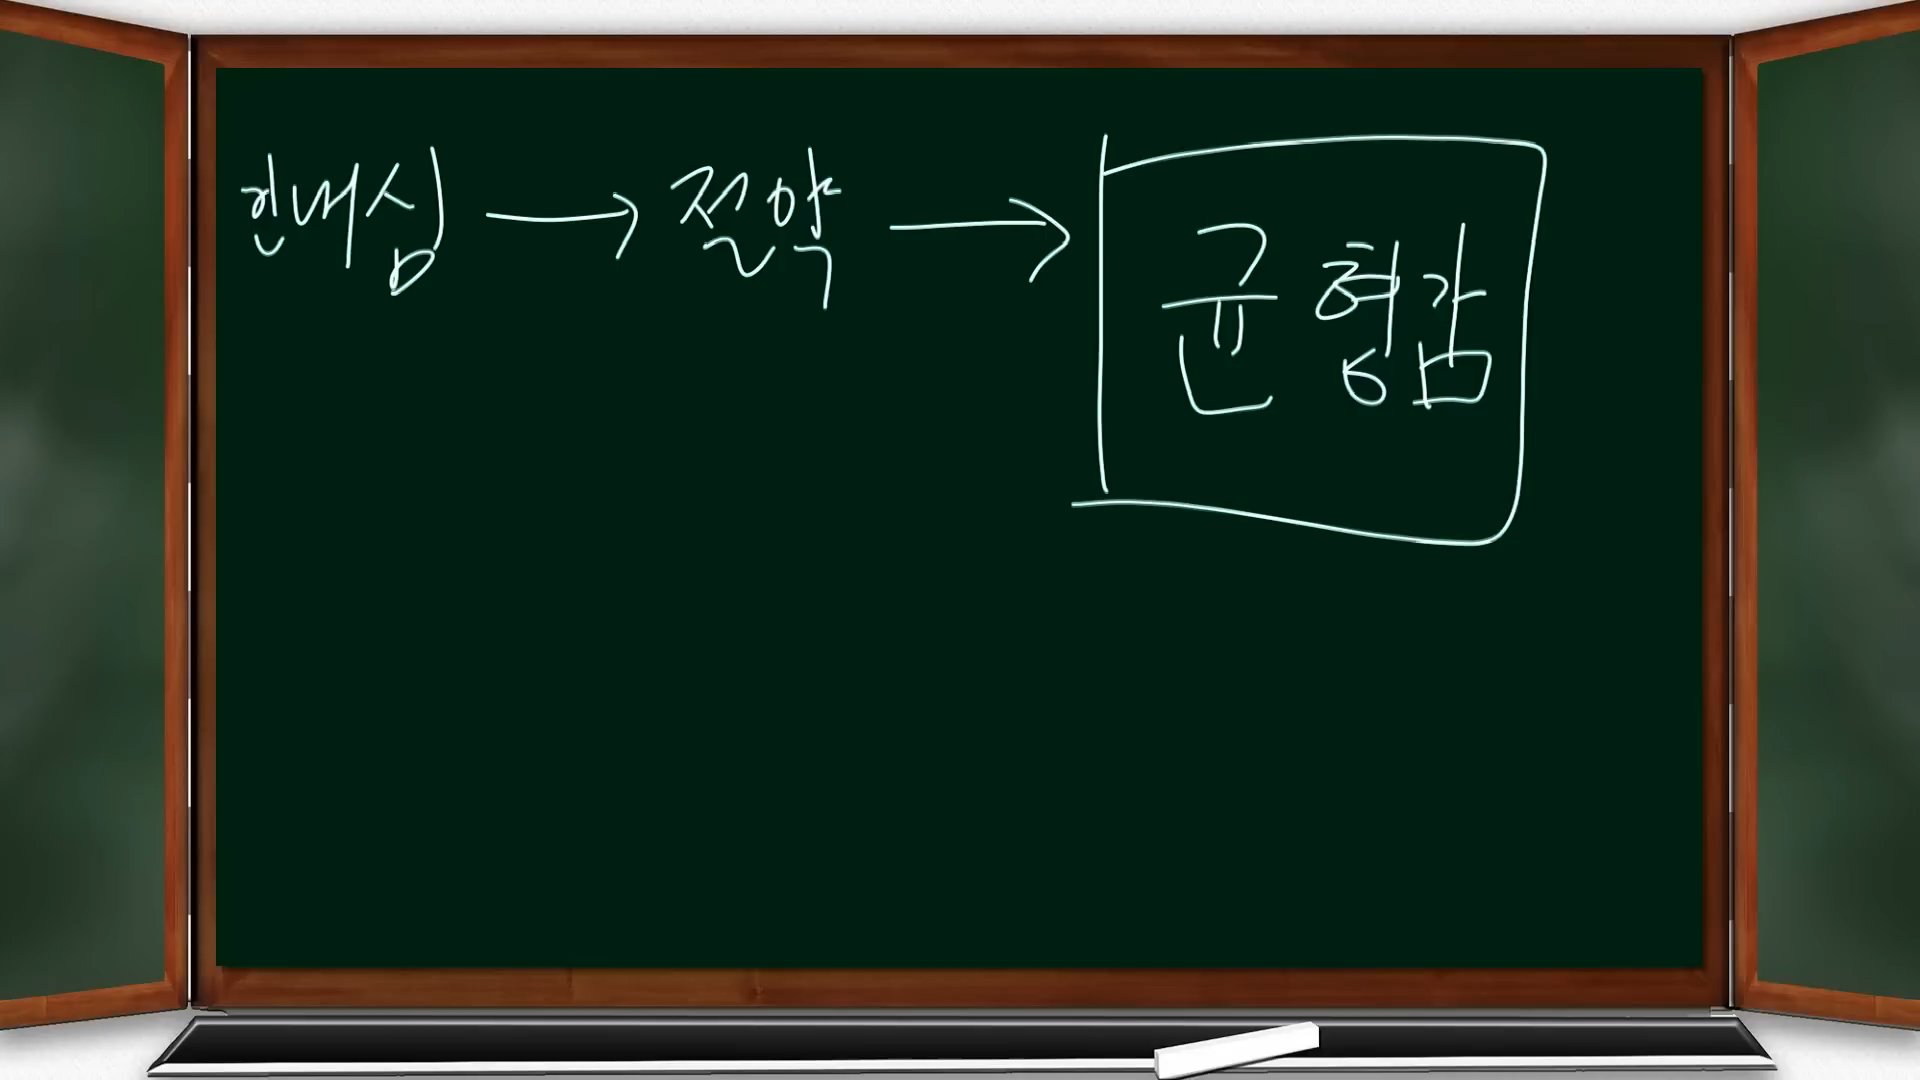 인내심 → 절약 → 균형감